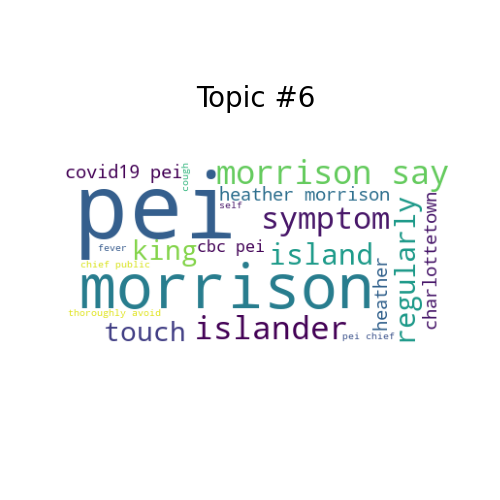 Topic #6
covid19 pei
cough
morrison say
pei
heather morrison
self
symptom
regularly
charlottetown
fever
king
cbc pei
island
chief public
morrison
heather
thoroughly avoid
touch
islander
pei chief